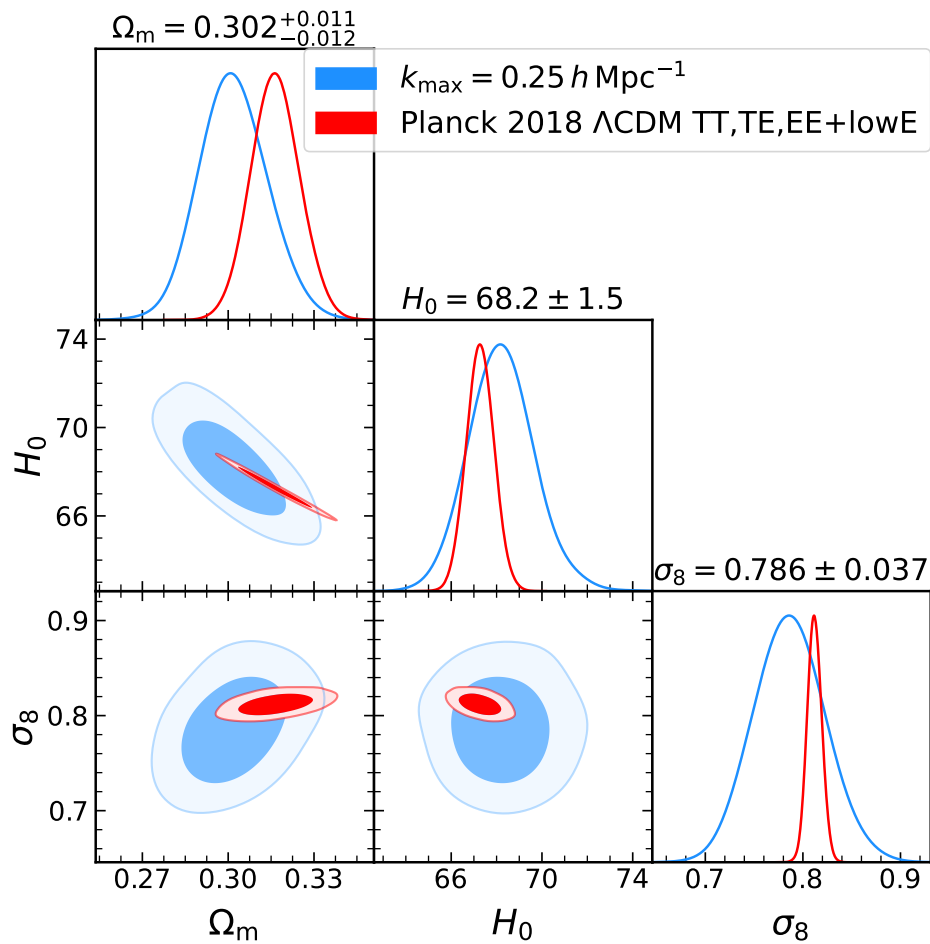 Ωₘ = 0.302^{+0.011}_{−0.012}
k_max = 0.25 h Mpc⁻¹
Planck 2018 ΛCDM TT,TE,EE+lowE
H₀ = 68.2 ± 1.5
74
70
66
H₀
σ₈ = 0.786 ± 0.037
0.9
0.8
0.7
σ₈
0.27 0.30 0.33 66 70 74 0.7 0.8 0.9
Ωₘ H₀ σ₈